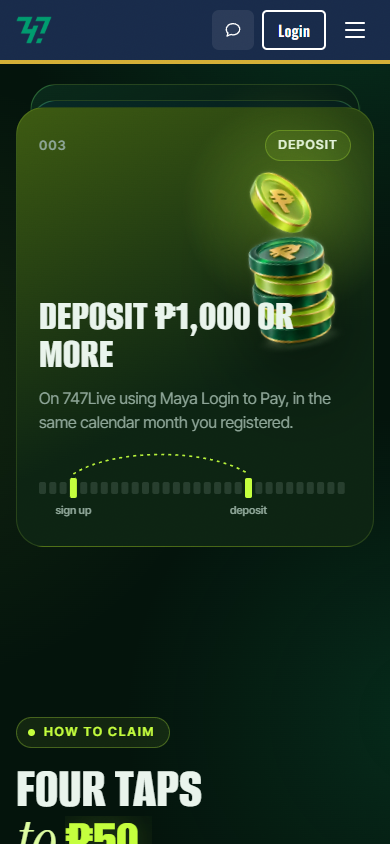 747
Login
003
DEPOSIT
DEPOSIT ₱1,000 OR
MORE
On 747Live using Maya Login to Pay, in the
same calendar month you registered.
sign up
deposit
HOW TO CLAIM
FOUR TAPS
to ₱50